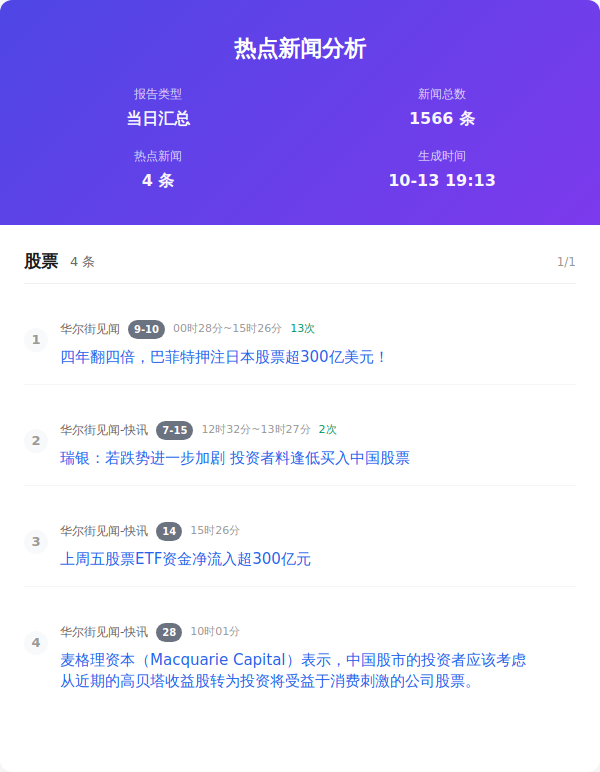 热点新闻分析
报告类型
新闻总数
当日汇总
1566 条
热点新闻
生成时间
4 条
10-13 19:13
股票 4 条 1/1
1
华尔街见闻 9-10 00时28分~15时26分 13次
四年翻四倍，巴菲特押注日本股票超300亿美元！
2
华尔街见闻-快讯 7-15 12时32分~13时27分 2次
瑞银：若跌势进一步加剧 投资者料逢低买入中国股票
3
华尔街见闻-快讯 14 15时26分
上周五股票ETF资金净流入超300亿元
4
华尔街见闻-快讯 28 10时01分
麦格理资本（Macquarie Capital）表示，中国股市的投资者应该考虑
从近期的高贝塔收益股转为投资将受益于消费刺激的公司股票。